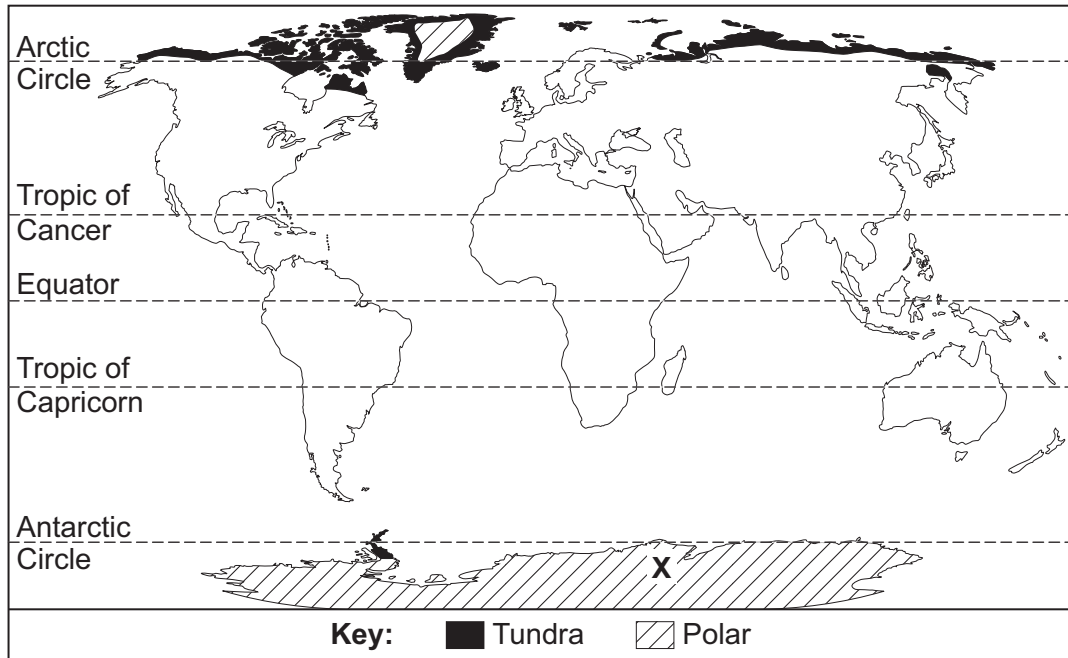 Arctic
Circle
Tropic of
Cancer
Equator
Tropic of
Capricorn
Antarctic
Circle
X
Key: Tundra Polar